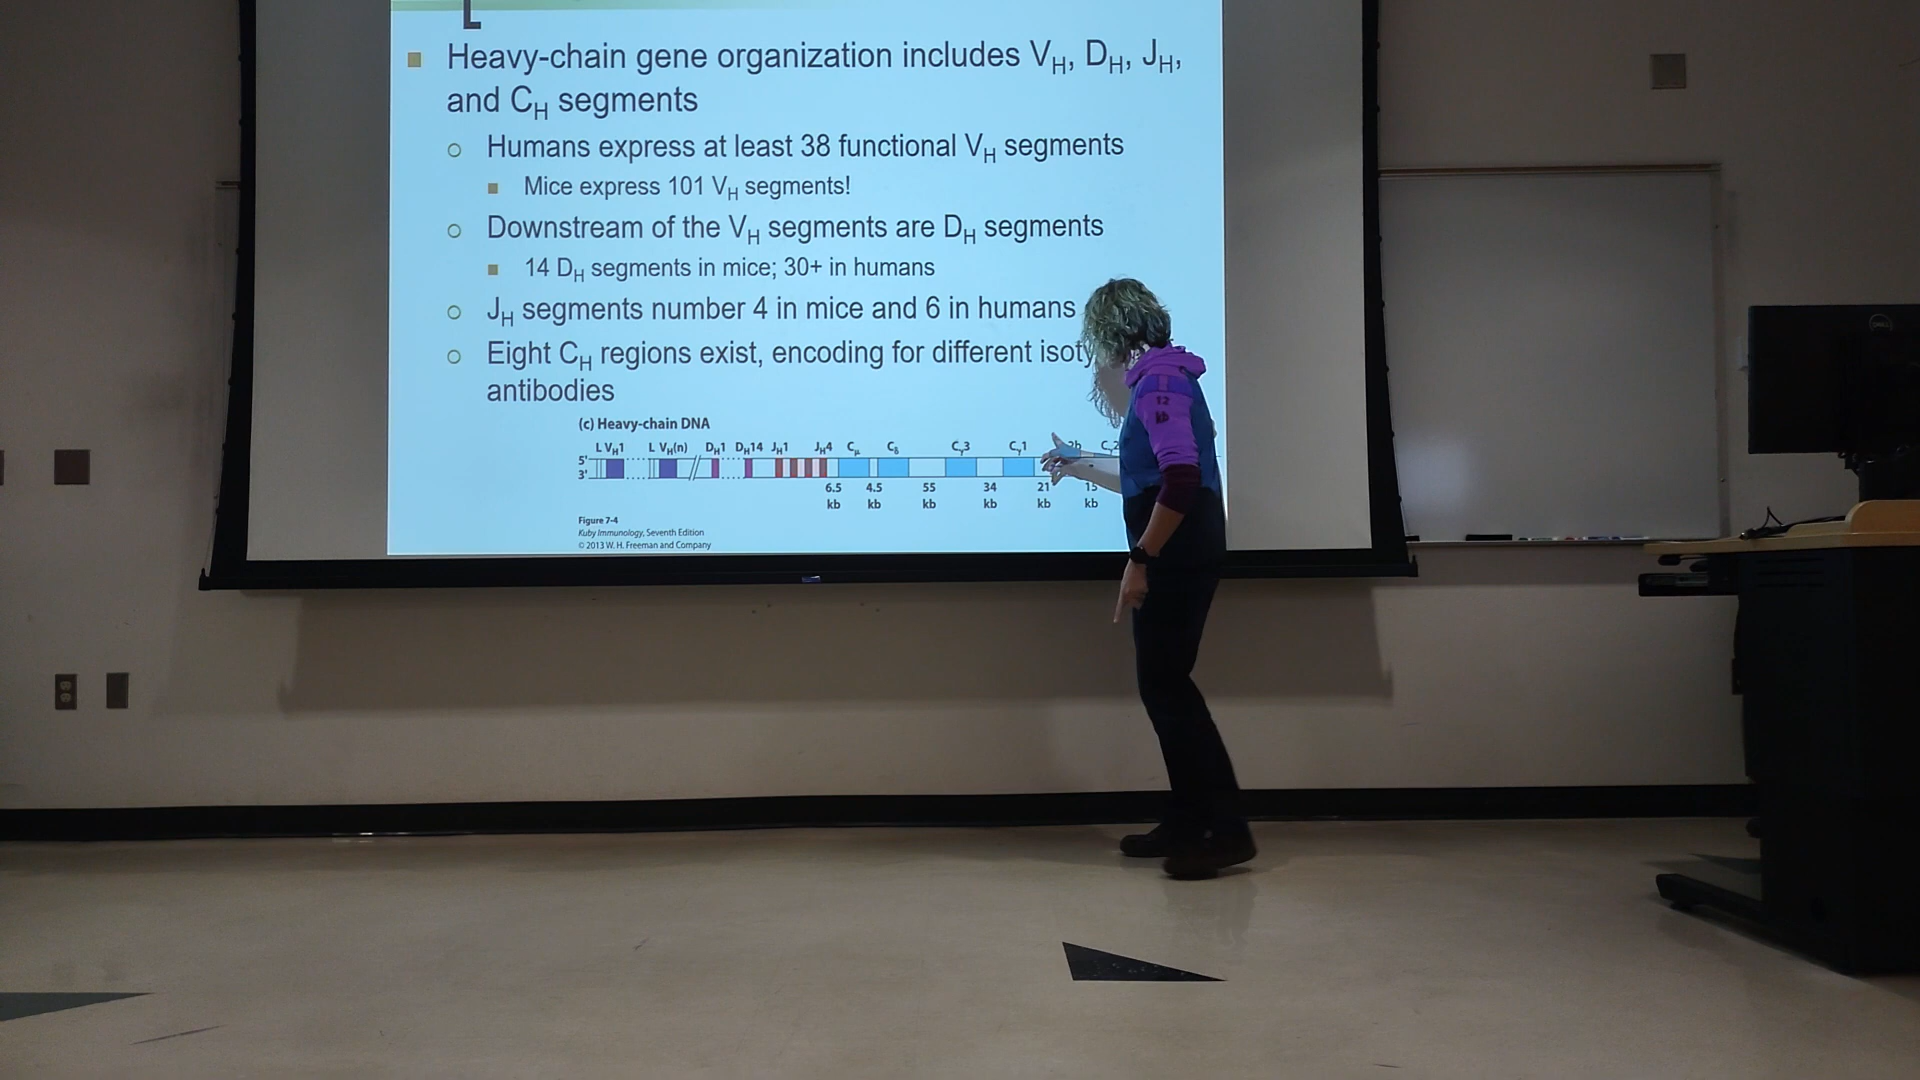 Heavy-chain gene organization includes VH, DH, JH,
and CH segments
Humans express at least 38 functional VH segments
Mice express 101 VH segments!
Downstream of the VH segments are DH segments
14 DH segments in mice; 30+ in humans
JH segments number 4 in mice and 6 in humans
Eight CH regions exist, encoding for different isoty
antibodies
(c) Heavy-chain DNA
L VH1 L VH(n) DH1 DH14 JH1 JH4 Cμ Cδ Cγ3 Cγ1 2b Cγ2
5'
3'
6.5 4.5 55 34 21 15 12
kb kb kb kb kb kb kb
Figure 7-4
Kuby Immunology, Seventh Edition
© 2013 W. H. Freeman and Company
DELL